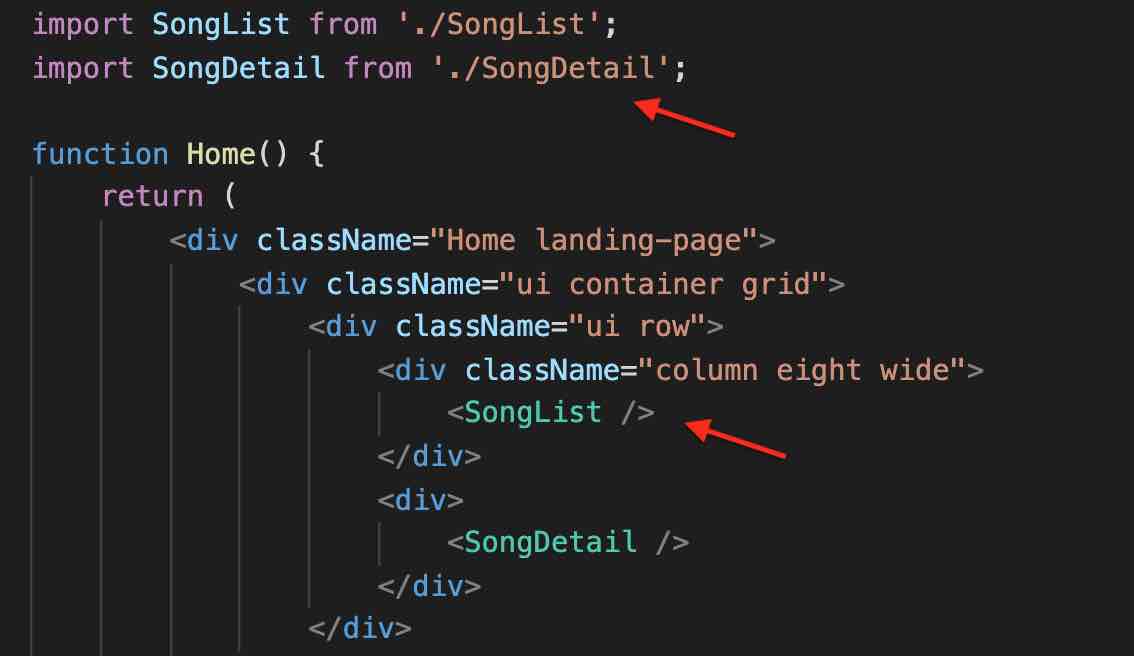 import SongList from './SongList';
import SongDetail from './SongDetail';
function Home() {
return (
<div className="Home landing-page">
<div className="ui container grid">
<div className="ui row">
<div className="column eight wide">
<SongList />
</div>
<div>
<SongDetail />
</div>
</div>